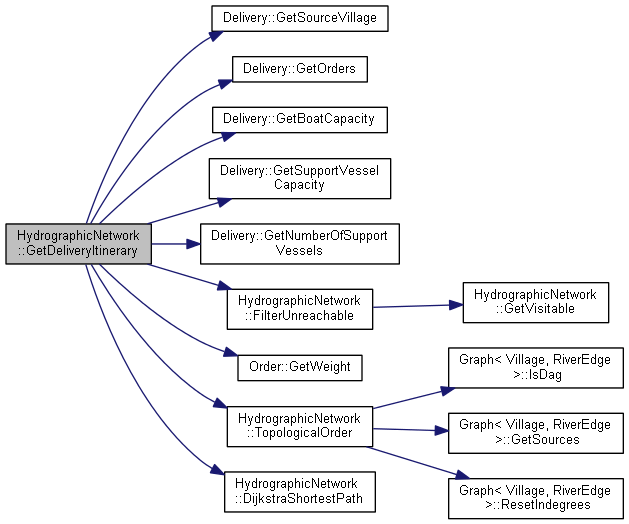 HydrographicNetwork
::GetDeliveryItinerary
Delivery::GetSourceVillage
Delivery::GetOrders
Delivery::GetBoatCapacity
Delivery::GetSupportVessel
Capacity
Delivery::GetNumberOfSupport
Vessels
HydrographicNetwork
::FilterUnreachable
HydrographicNetwork
::GetVisitable
Order::GetWeight
HydrographicNetwork
::TopologicalOrder
Graph< Village, RiverEdge
>::IsDag
Graph< Village, RiverEdge
>::GetSources
Graph< Village, RiverEdge
>::ResetIndegrees
HydrographicNetwork
::DijkstraShortestPath